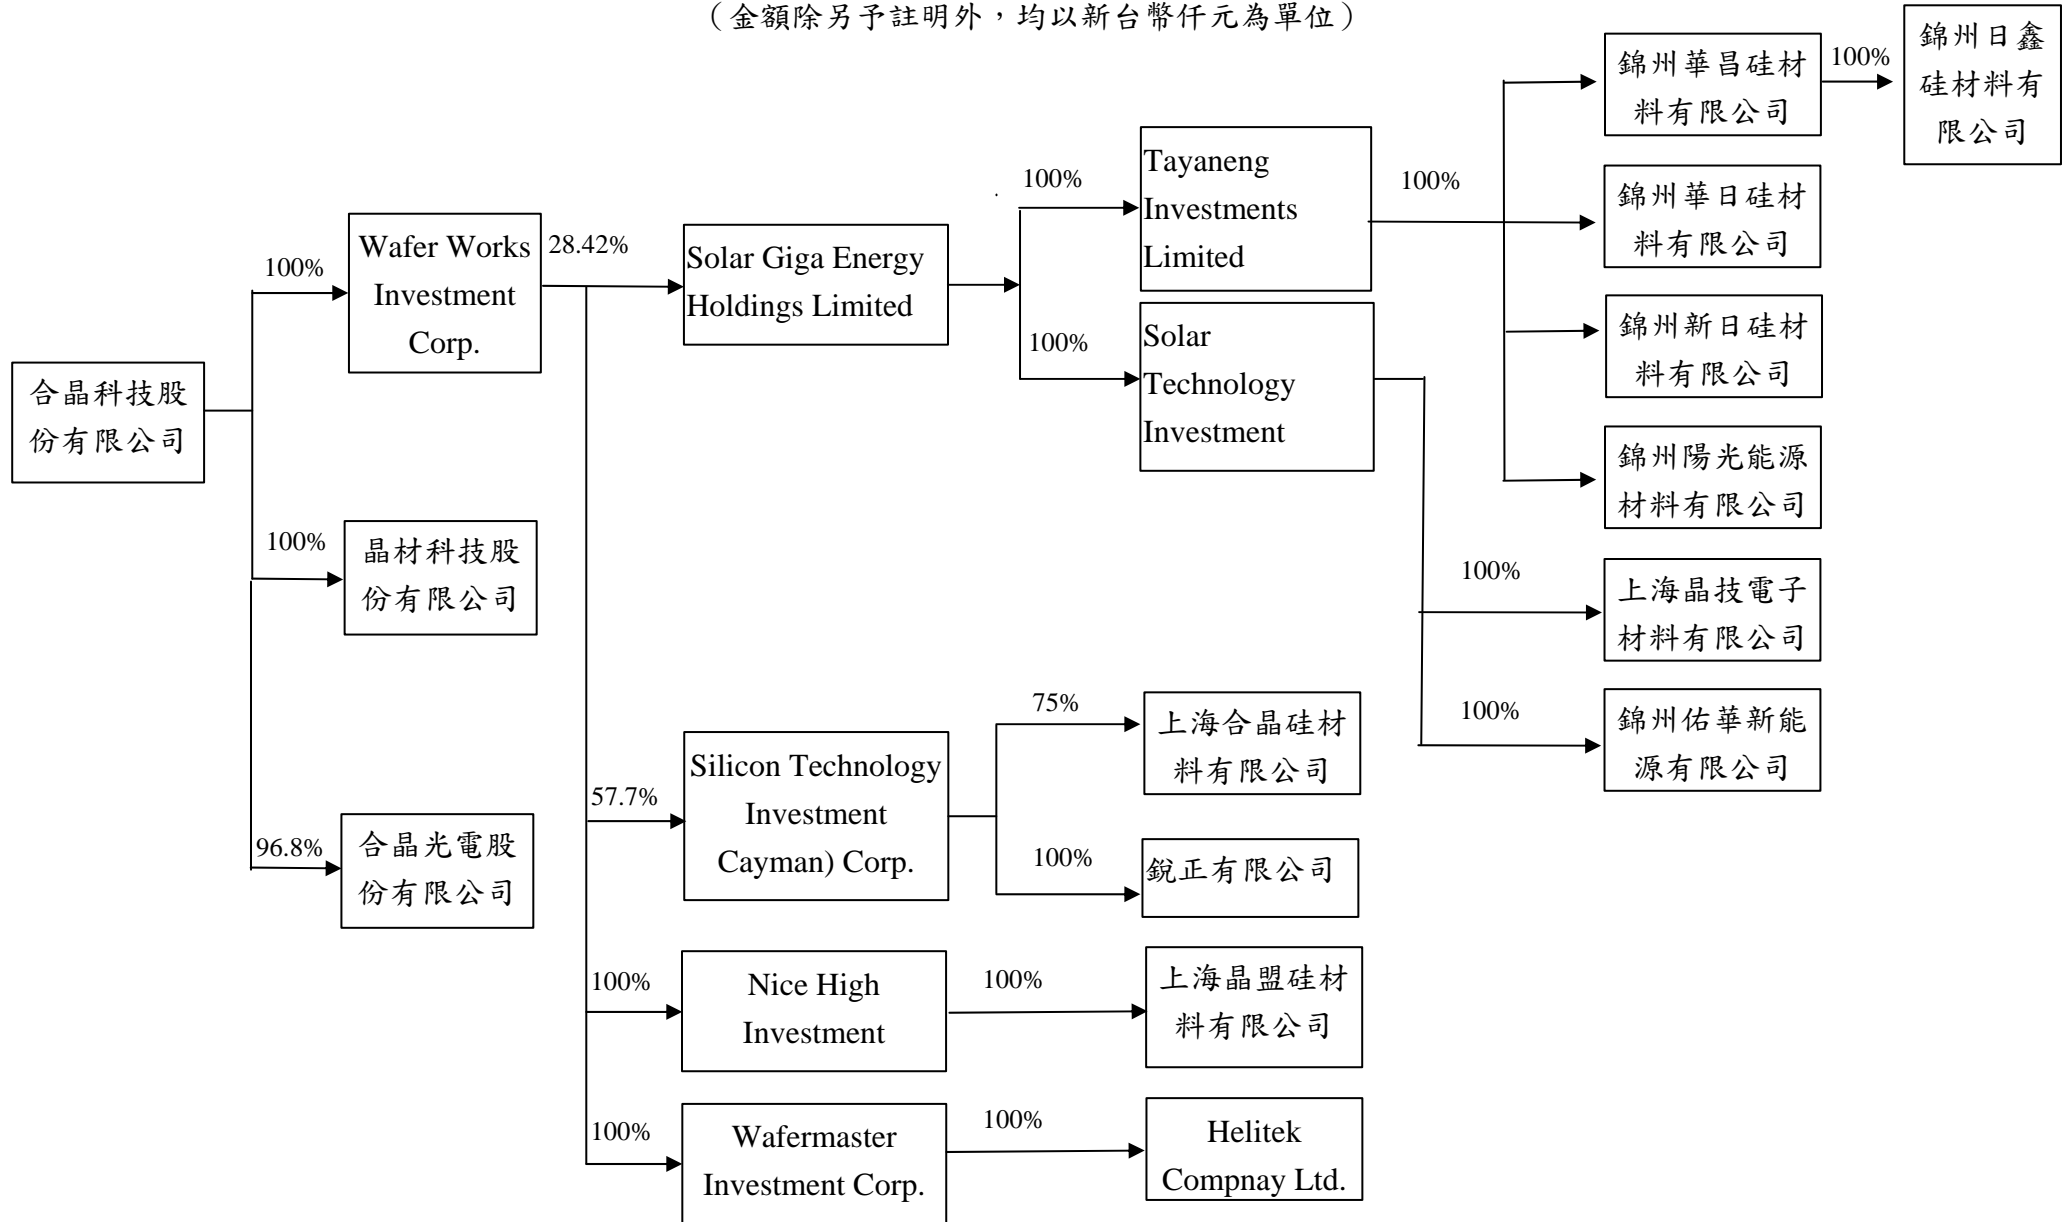 （金額除另予註明外，均以新台幣仟元為單位）
錦州日鑫
硅材料有
限公司
錦州華昌硅材
料有限公司
100%
Tayaneng
Investments
Limited
100%
100%
錦州華日硅材
料有限公司
Wafer Works
Investment
Corp.
100%
28.42%
Solar Giga Energy
Holdings Limited
錦州新日硅材
料有限公司
100%
Solar
Technology
Investment
合晶科技股
份有限公司
錦州陽光能源
材料有限公司
100%
晶材科技股
份有限公司
100%
上海晶技電子
材料有限公司
75%
上海合晶硅材
料有限公司
100%
錦州佑華新能
源有限公司
57.7%
Silicon Technology
Investment
Cayman) Corp.
96.8%
合晶光電股
份有限公司
100%
銳正有限公司
100%
Nice High
Investment
100%
上海晶盟硅材
料有限公司
100%
Wafermaster
Investment Corp.
100%
Helitek
Compnay Ltd.